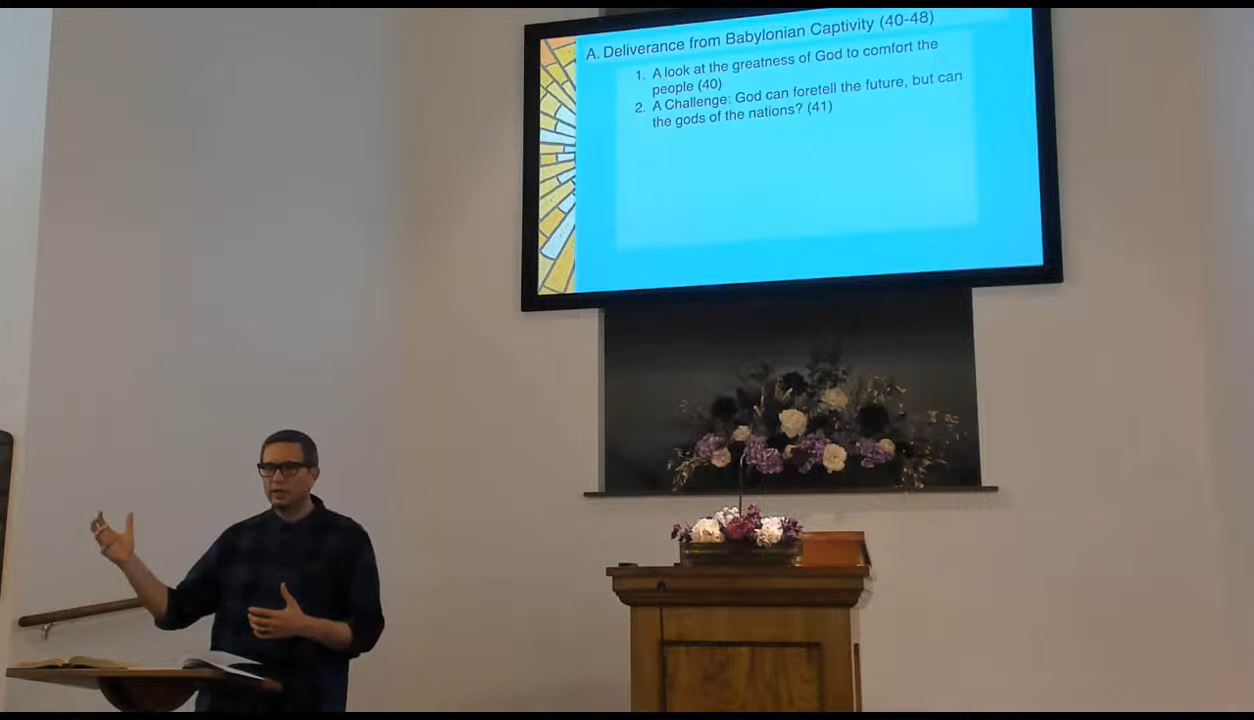 A. Deliverance from Babylonian Captivity (40-48)
1. A look at the greatness of God to comfort the
people (40)
2. A Challenge: God can foretell the future, but can
the gods of the nations? (41)